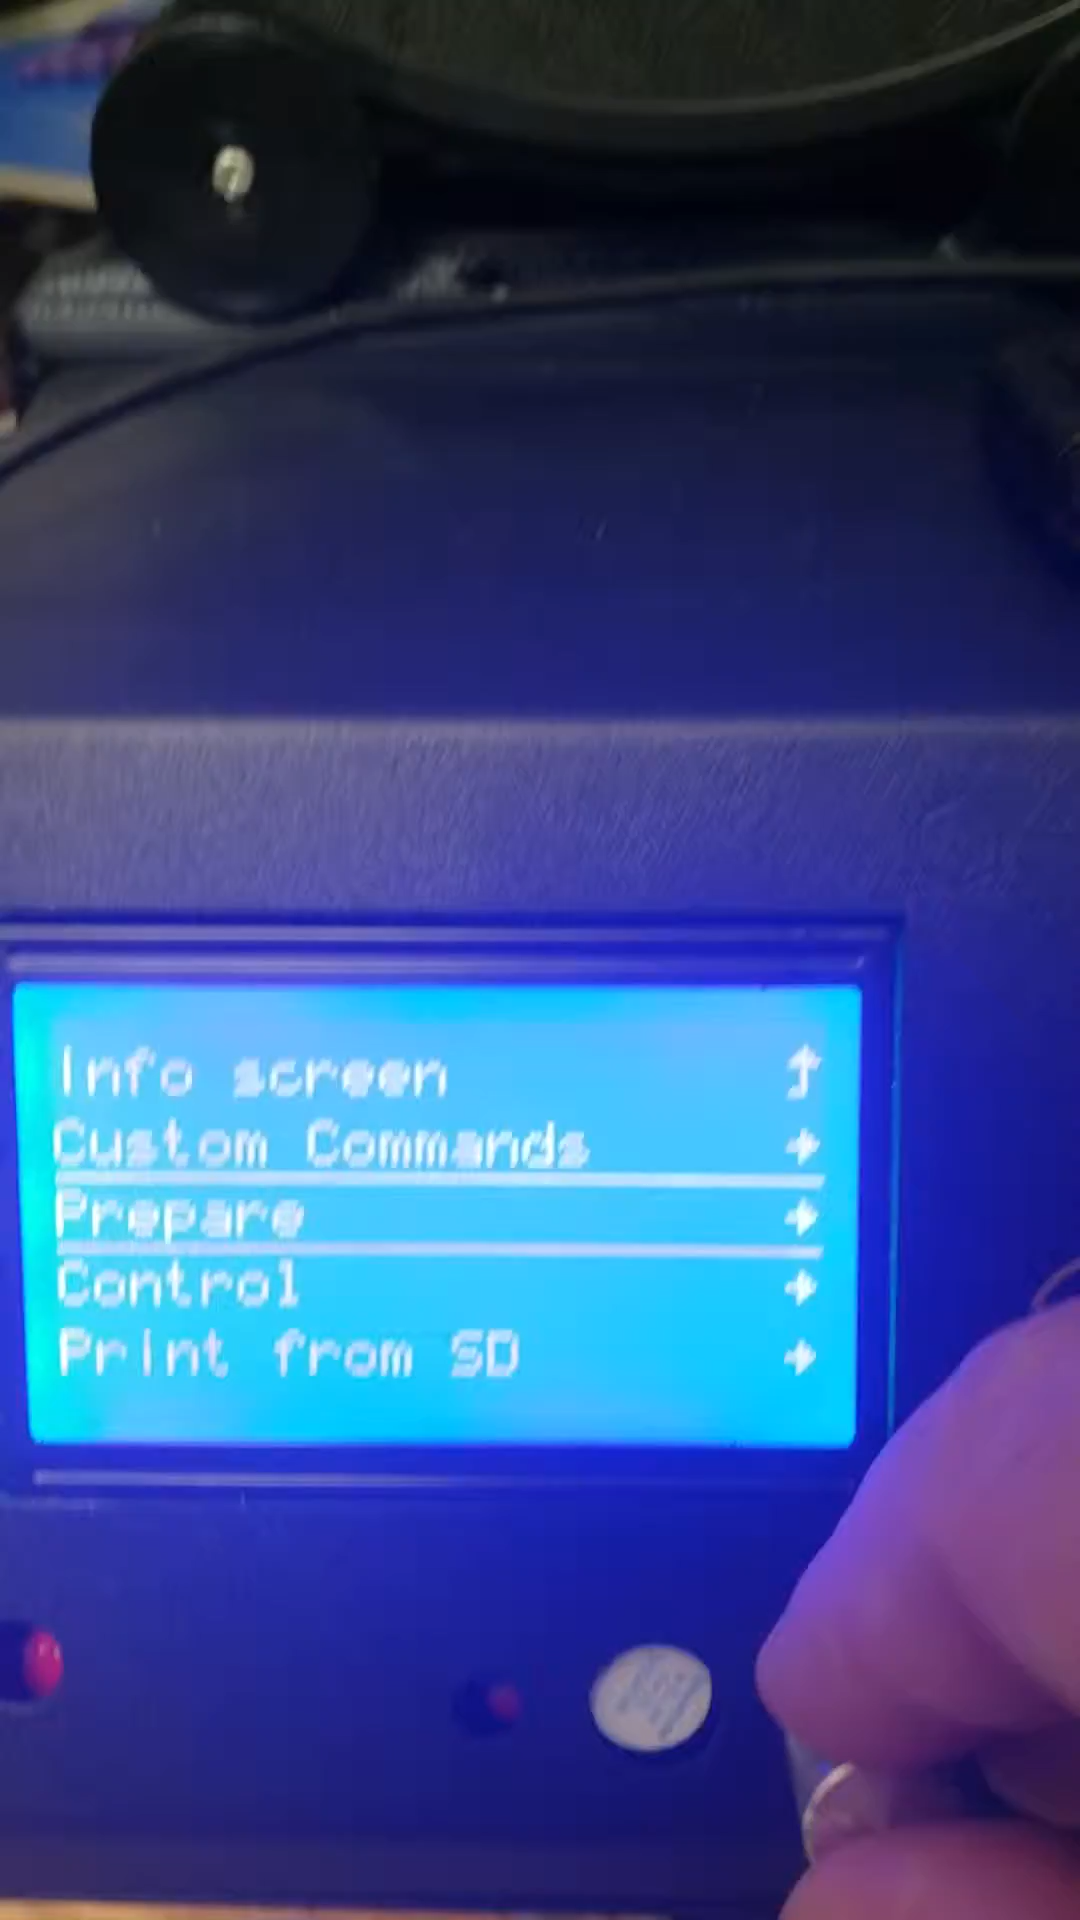 Info screen
Custom Commands
Prepare
Control
Print from SD